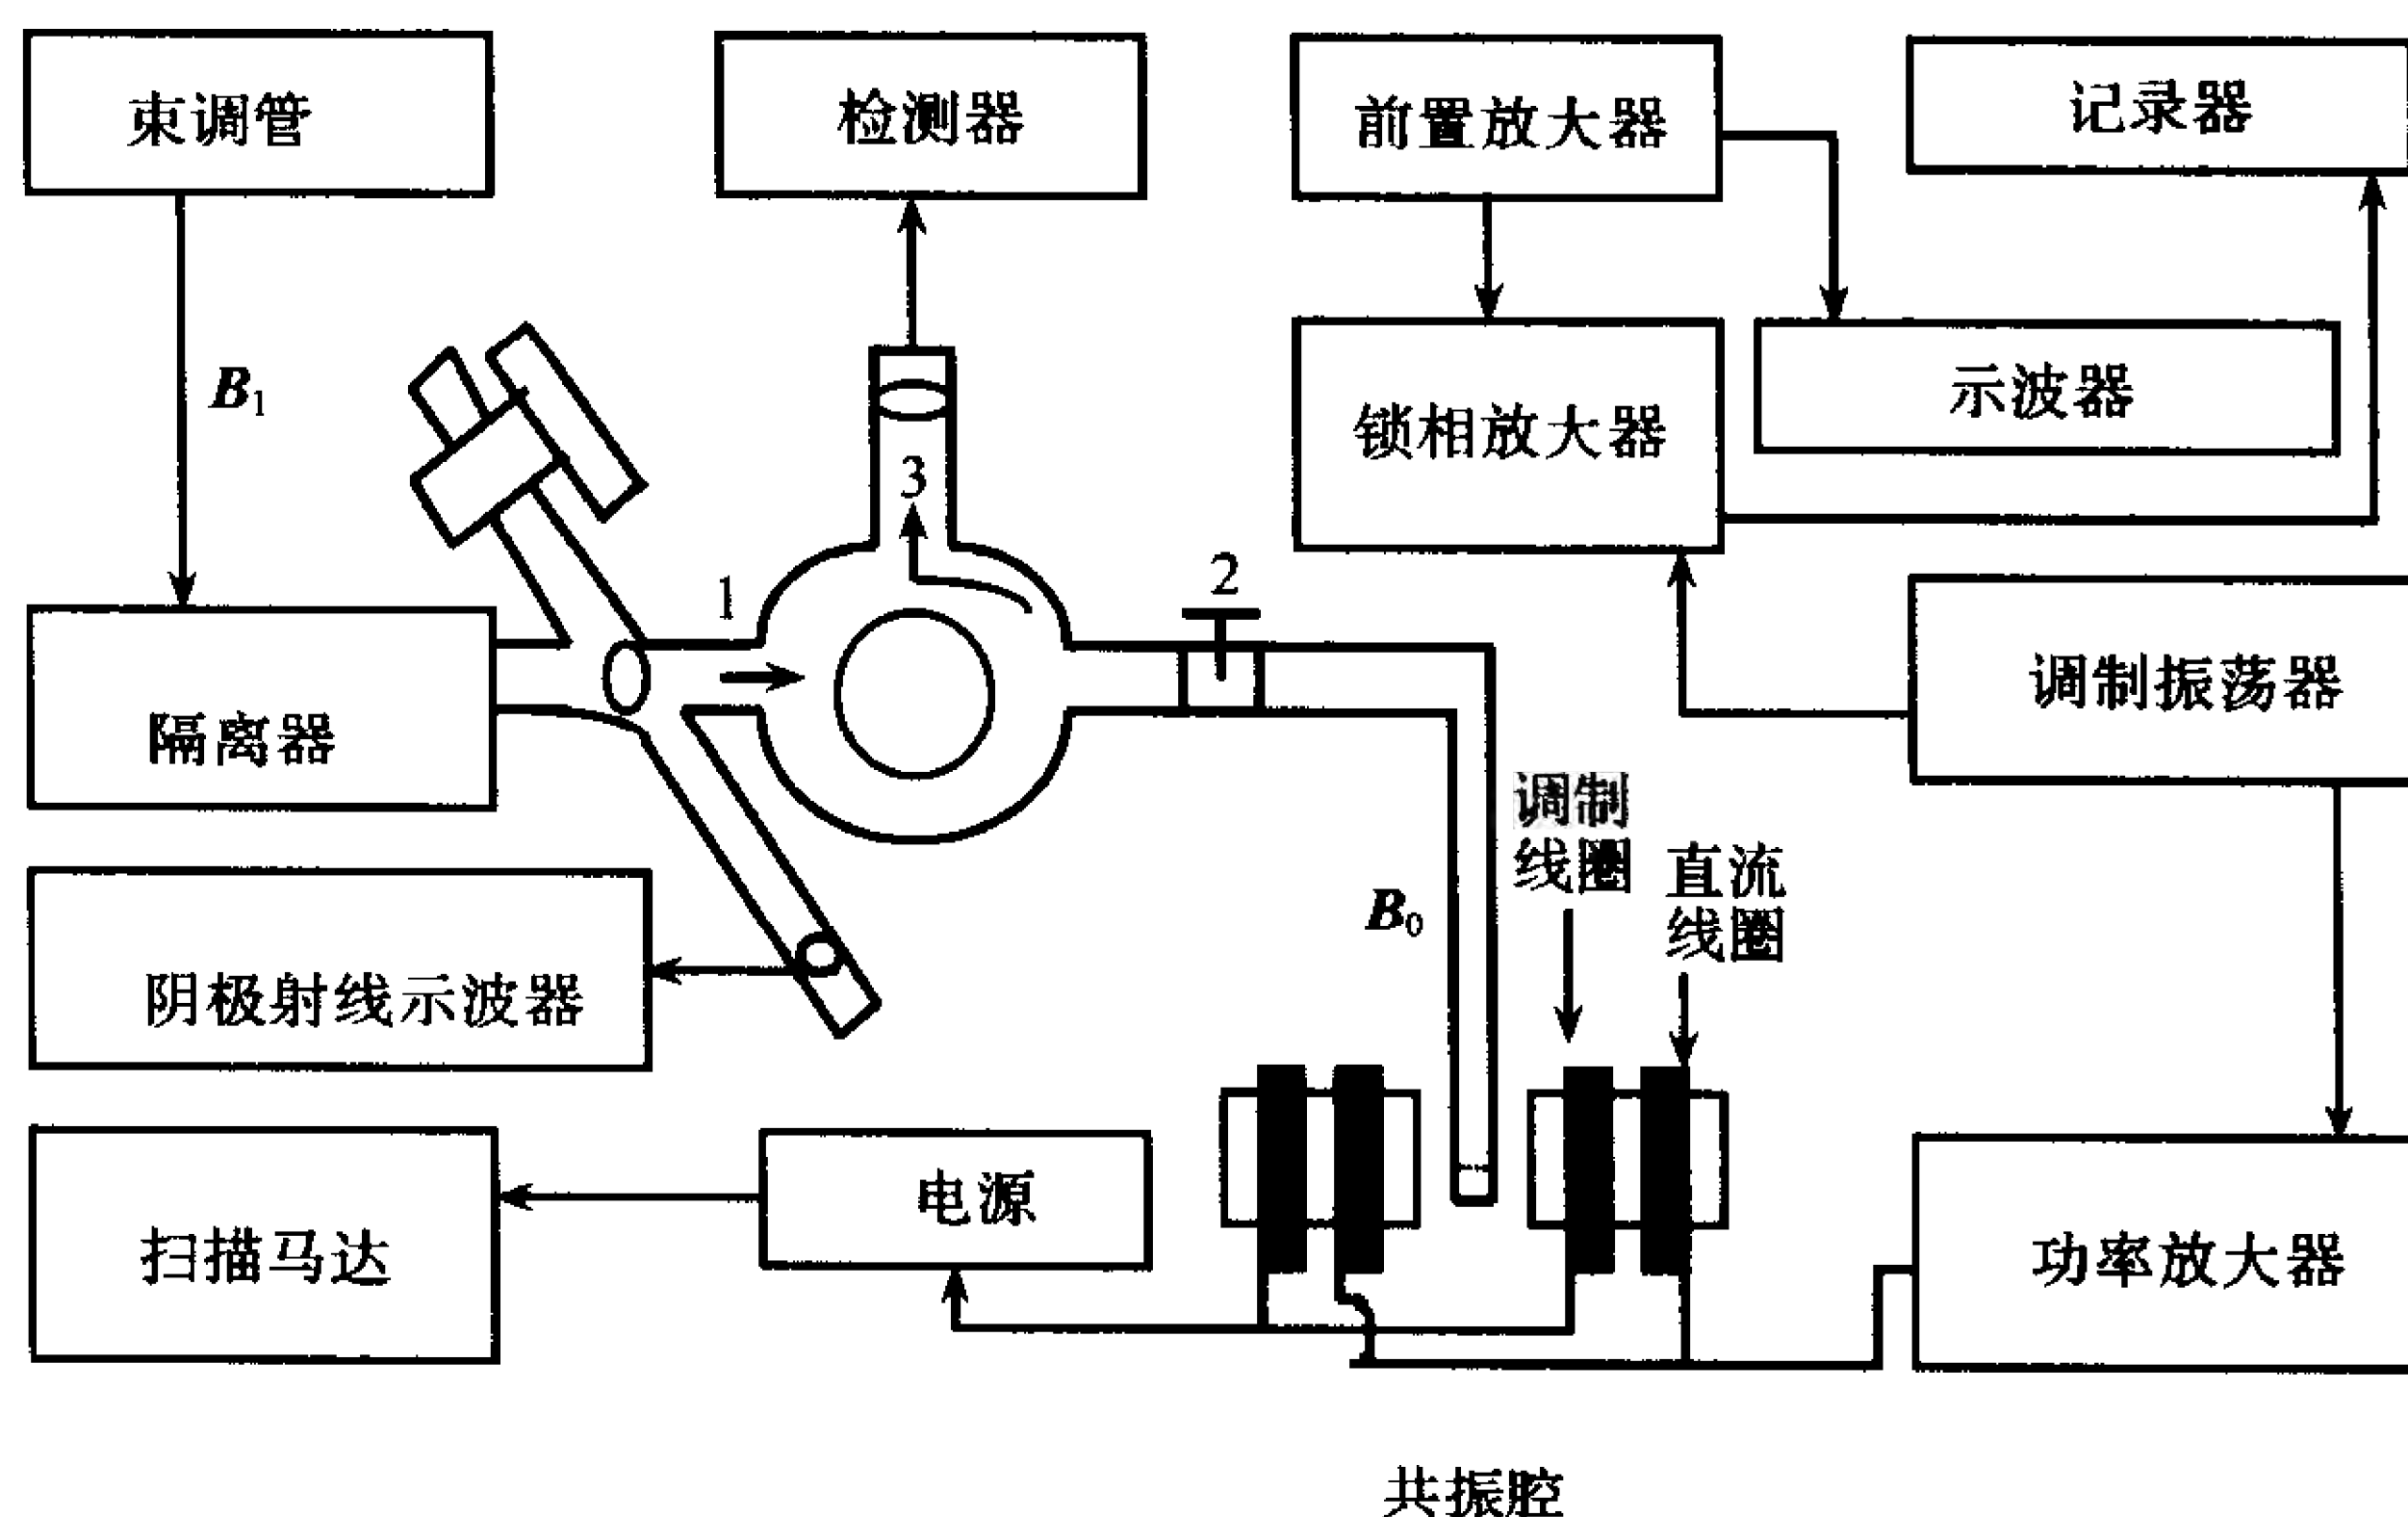 束调管
检测器
前置放大器
记录器
B₁
锁相放大器
示波器
3
1
2
隔离器
调制振荡器
调制
线圈
直流
线圈
B₀
阴极射线示波器
扫描马达
电源
功率放大器
共振腔